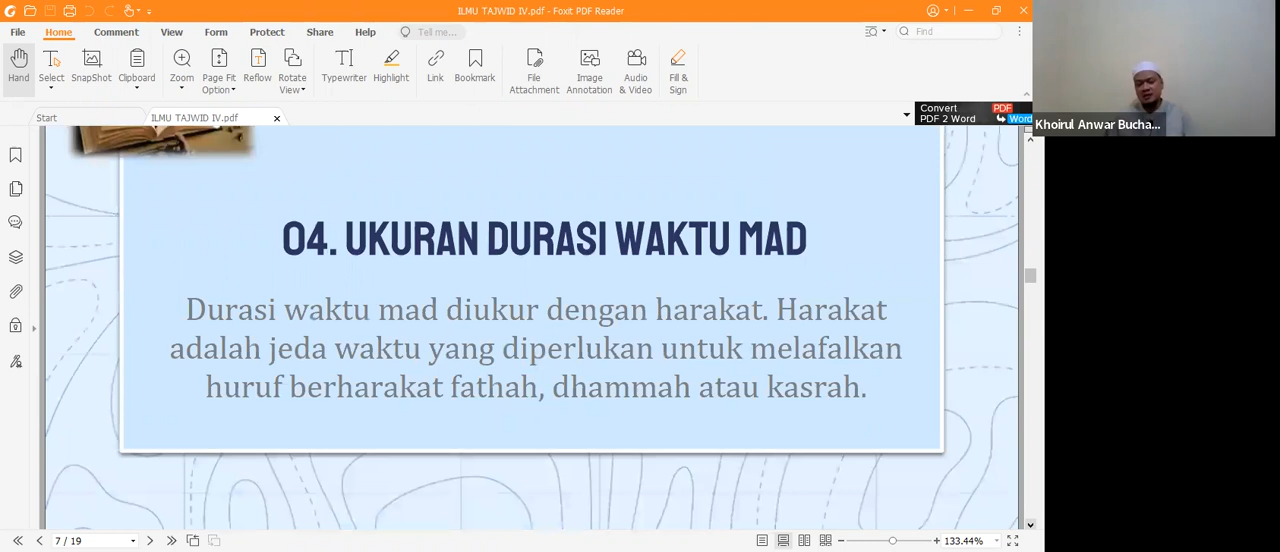 ILMU TAJWID IV.pdf - Foxit PDF Reader
File Home Comment View Form Protect Share Help Tell me... Find
Hand Select SnapShot Clipboard Zoom Page Fit Option Reflow Rotate View Typewriter Highlight Link Bookmark File Attachment Image Annotation Audio & Video Fill & Sign
Start ILMU TAJWID IV.pdf
Convert PDF
PDF 2 Word Word
Khoirul Anwar Bucha...
04. UKURAN DURASI WAKTU MAD
Durasi waktu mad diukur dengan harakat. Harakat
adalah jeda waktu yang diperlukan untuk melafalkan
huruf berharakat fathah, dhammah atau kasrah.
7 / 19 133.44%